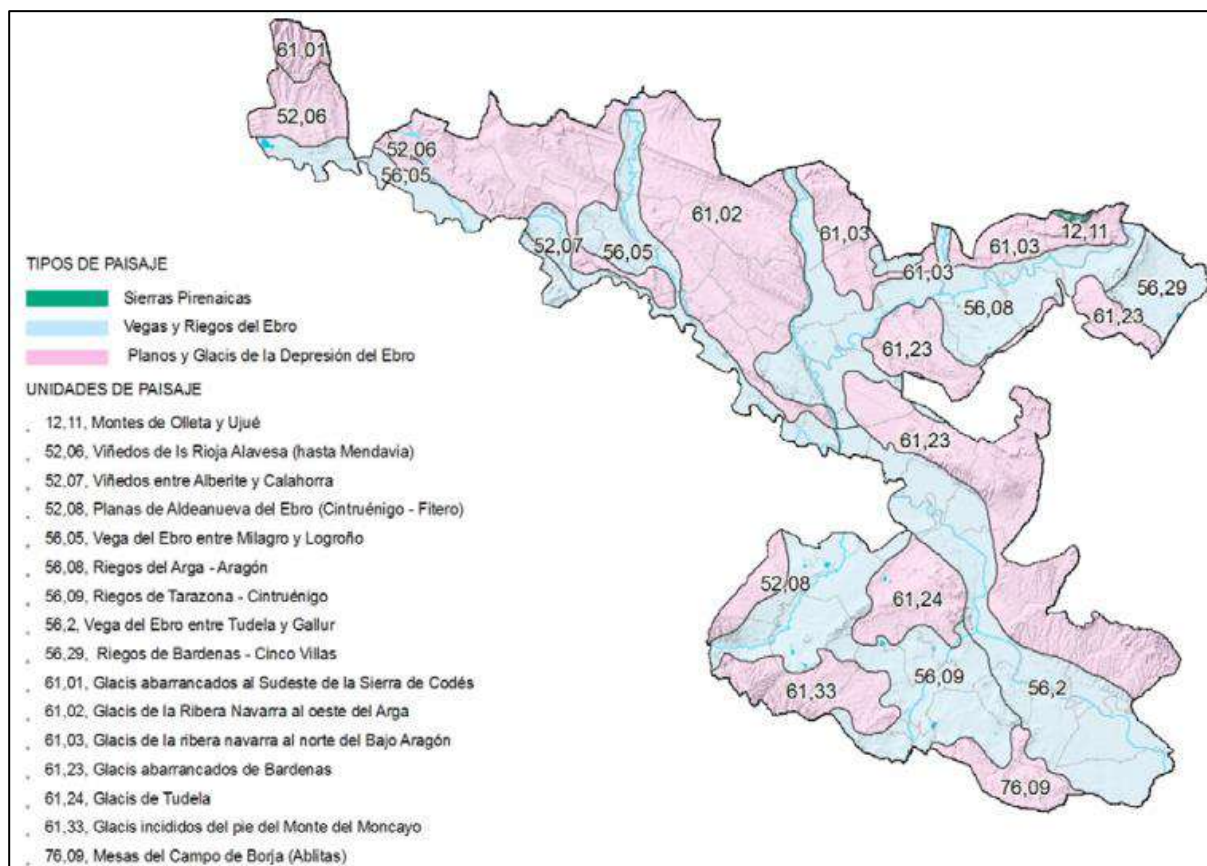 61,01
52,06
52,06
56,05
52,07
56,05
61,02
61,03
61,03
61,03
12,11
56,08
56,29
61,23
61,23
61,23
52,08
61,24
56,09
56,2
61,33
76,09
TIPOS DE PAISAJE
Sierras Pirenaicas
Vegas y Riegos del Ebro
Planos y Glacis de la Depresión del Ebro
UNIDADES DE PAISAJE
12,11, Montes de Olleta y Ujué
52,06, Viñedos de ls Rioja Alavesa (hasta Mendavia)
52,07, Viñedos entre Alberite y Calahorra
52,08, Planas de Aldeanueva del Ebro (Cintruénigo - Fitero)
56,05, Vega del Ebro entre Milagro y Logroño
56,08, Riegos del Arga - Aragón
56,09, Riegos de Tarazona - Cintruénigo
56,2, Vega del Ebro entre Tudela y Gallur
56,29, Riegos de Bardenas - Cinco Villas
61,01, Glacis abarrancados al Sudeste de la Sierra de Codés
61,02, Glacis de la Ribera Navarra al oeste del Arga
61,03, Glacis de la ribera navarra al norte del Bajo Aragón
61,23, Glacis abarrancados de Bardenas
61,24, Glacis de Tudela
61,33, Glacis incididos del pie del Monte del Moncayo
76,09, Mesas del Campo de Borja (Ablitas)